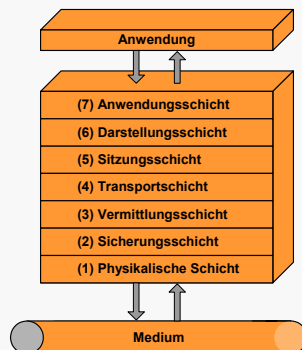 Anwendung
(7) Anwendungsschicht
(6) Darstellungsschicht
(5) Sitzungsschicht
(4) Transportschicht
(3) Vermittlungsschicht
(2) Sicherungsschicht
(1) Physikalische Schicht
Medium